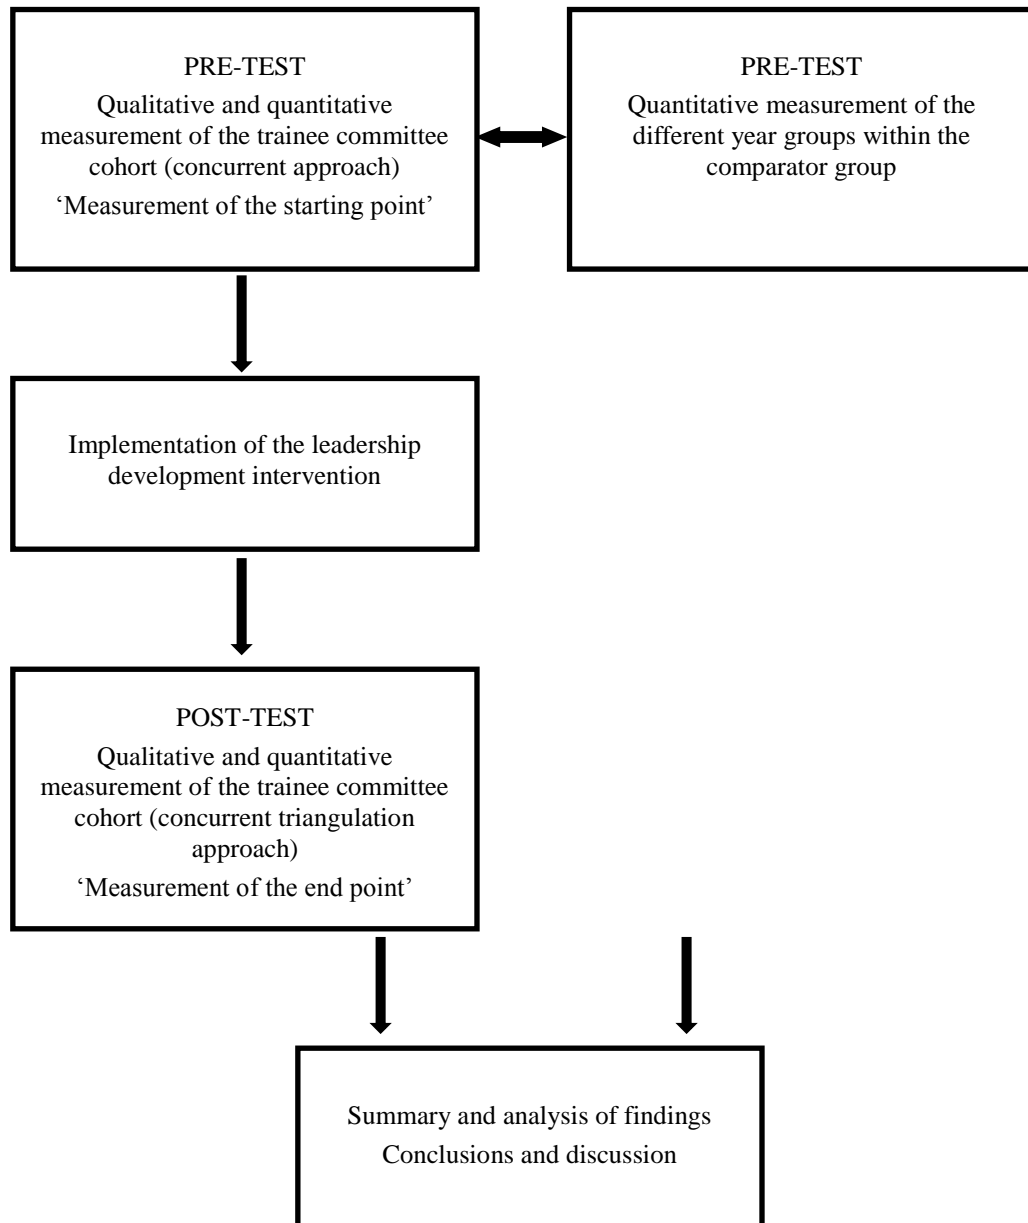 PRE-TEST
Qualitative and quantitative
measurement of the trainee committee
cohort (concurrent approach)
‘Measurement of the starting point’
PRE-TEST
Quantitative measurement of the
different year groups within the
comparator group
Implementation of the leadership
development intervention
POST-TEST
Qualitative and quantitative
measurement of the trainee committee
cohort (concurrent triangulation
approach)
‘Measurement of the end point’
Summary and analysis of findings
Conclusions and discussion